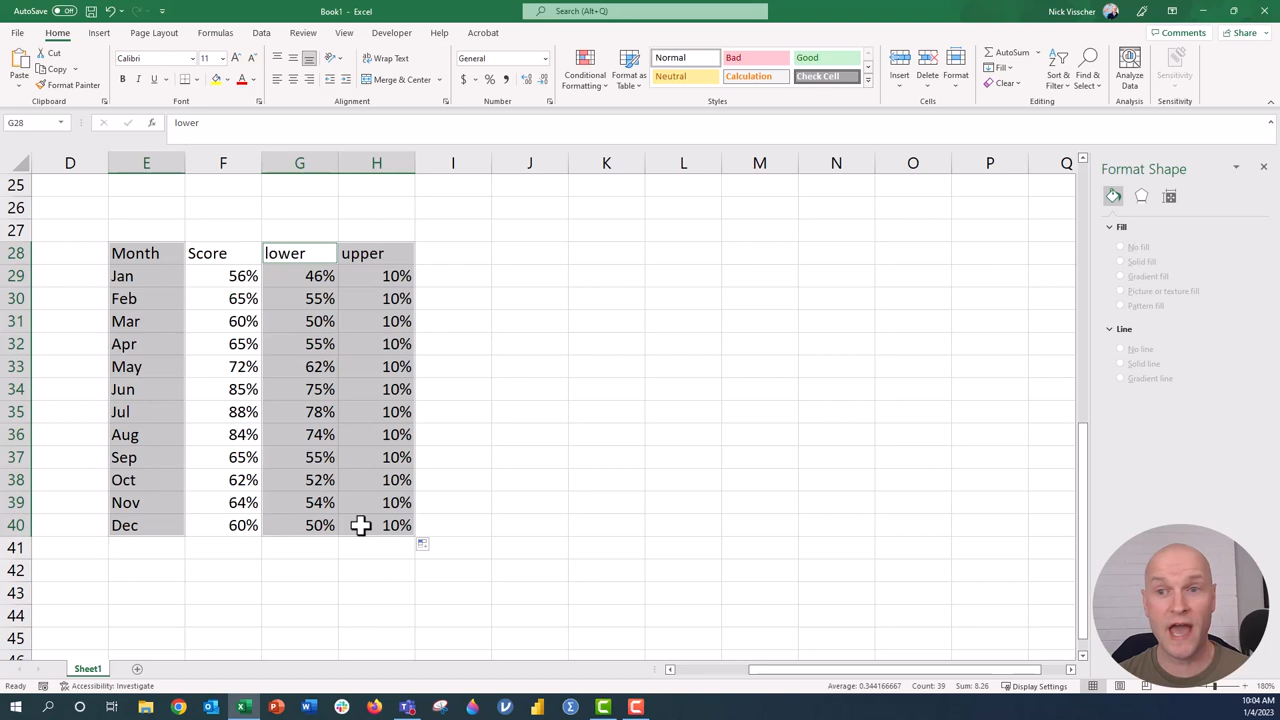 AutoSave Off
Book1 - Excel
Search (Alt+Q)
Nick Visscher
File Home Insert Page Layout Formulas Data Review View Developer Help Acrobat
Comments Share
Paste Cut Copy Format Painter Clipboard
Calibri 11 B I U A Font
Wrap Text Merge & Center Alignment
General $ % Number
Conditional Formatting Format as Table Normal Bad Good Neutral Calculation Check Cell Styles
Insert Delete Format Cells
AutoSum Fill Clear Sort & Filter Find & Select Editing
Analyze Data Analysis
Sensitivity Sensitivity
G28 fx lower
D E F G H I J K L M N O P Q
25
26
27
28 Month Score lower upper
29 Jan 56% 46% 10%
30 Feb 65% 55% 10%
31 Mar 60% 50% 10%
32 Apr 65% 55% 10%
33 May 72% 62% 10%
34 Jun 85% 75% 10%
35 Jul 88% 78% 10%
36 Aug 84% 74% 10%
37 Sep 65% 55% 10%
38 Oct 62% 52% 10%
39 Nov 64% 54% 10%
40 Dec 60% 50% 10%
41
42
43
44
45
46
Format Shape
Fill
No fill
Solid fill
Gradient fill
Picture or texture fill
Pattern fill
Line
No line
Solid line
Gradient line
Sheet1
Ready Accessibility: Investigate Average: 0.344166667 Count: 39 Sum: 8.26 Display Settings 180%
10:04 AM
1/4/2023